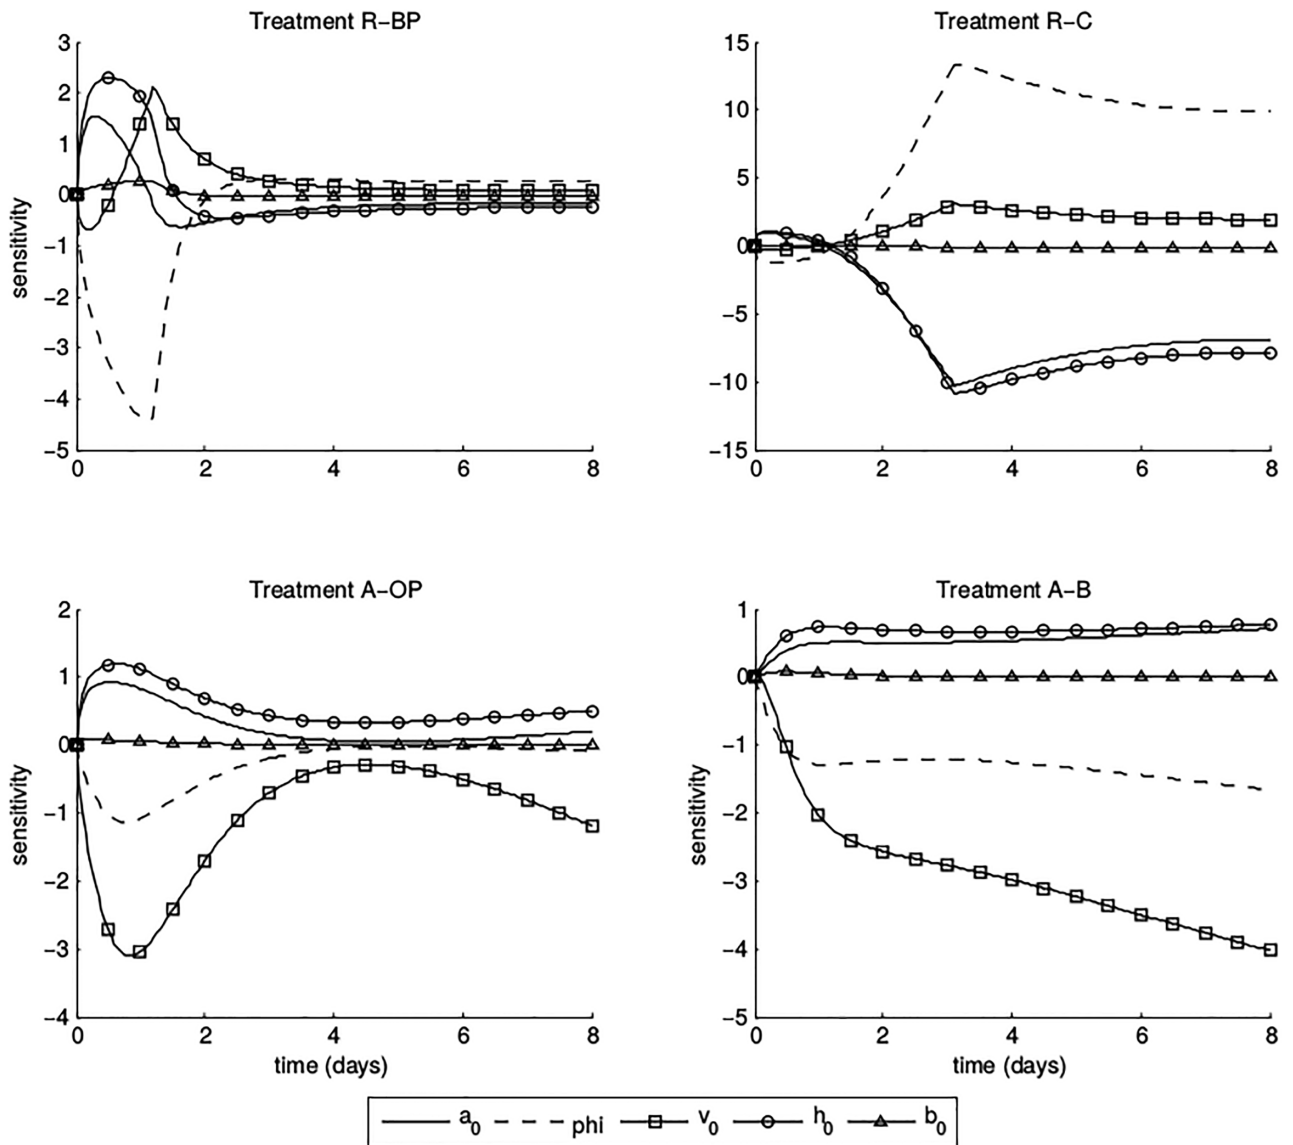 Treatment R−BP
3
2
1
0
−1
−2
−3
−4
−5
sensitivity
0 2 4 6 8
Treatment R−C
15
10
5
0
−5
−10
−15
0 2 4 6 8
Treatment A−OP
2
1
0
−1
−2
−3
−4
sensitivity
0 2 4 6 8
time (days)
Treatment A−B
1
0
−1
−2
−3
−4
−5
sensitivity
0 2 4 6 8
time (days)
a0 phi v0 h0 b0